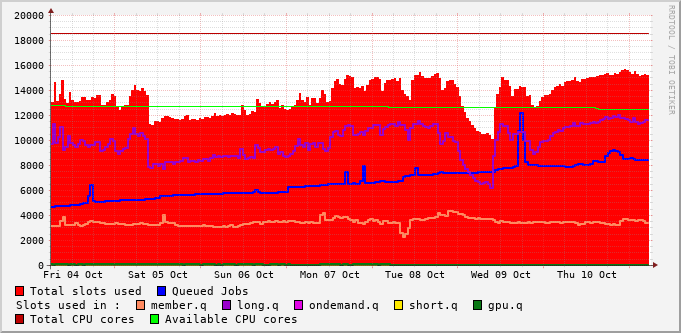 20000
18000
16000
14000
12000
10000
8000
6000
4000
2000
0
Fri 04 Oct Sat 05 Oct Sun 06 Oct Mon 07 Oct Tue 08 Oct Wed 09 Oct Thu 10 Oct
RRDTOOL / TOBI OETIKER
Total slots used Queued Jobs
Slots used in : member.q long.q ondemand.q short.q gpu.q
Total CPU cores Available CPU cores